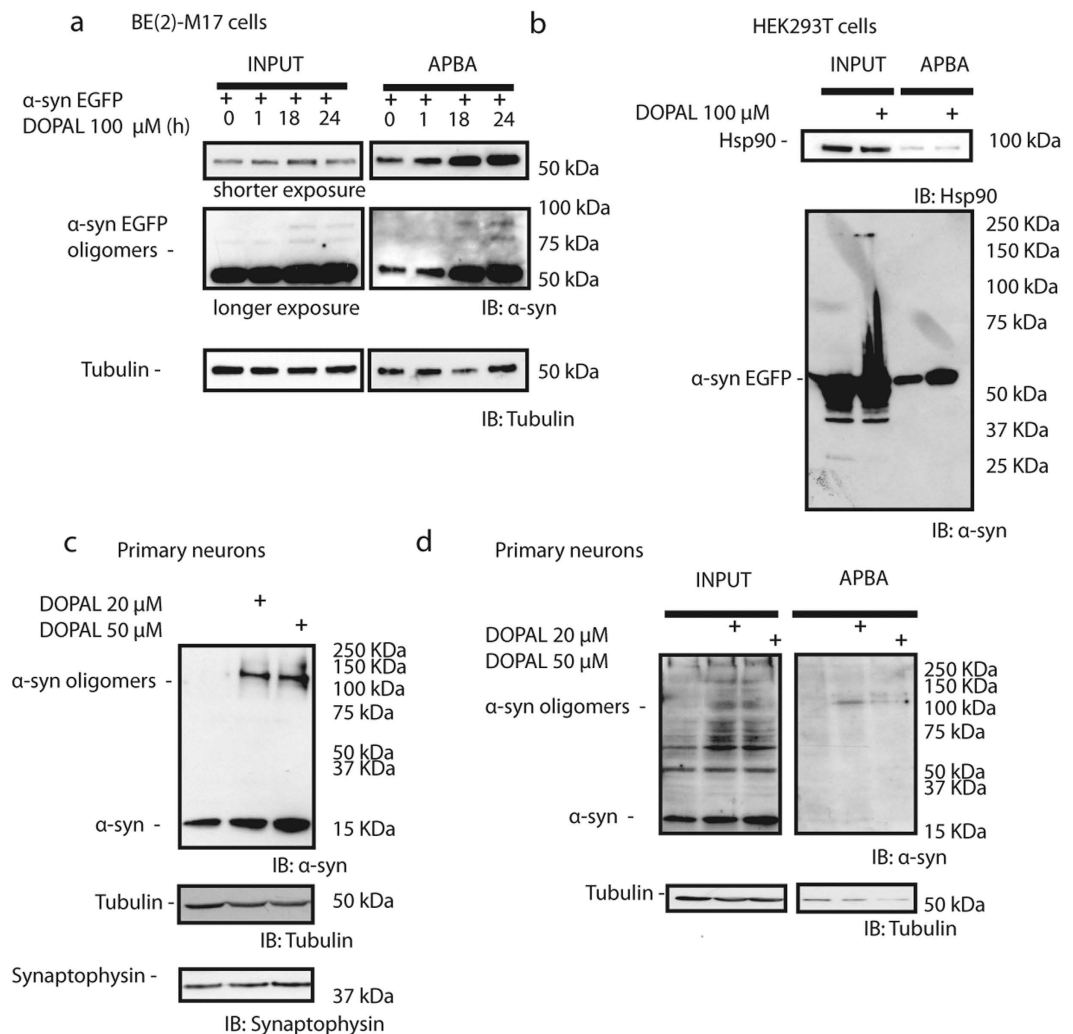 a BE(2)-M17 cells
INPUT APBA
α-syn EGFP + + + + + + + +
DOPAL 100 μM (h) 0 1 18 24 0 1 18 24
50 kDa
shorter exposure
100 kDa
α-syn EGFP
oligomers -
75 kDa
50 kDa
longer exposure IB: α-syn
Tubulin - 50 kDa
IB: Tubulin
b HEK293T cells
INPUT APBA
DOPAL 100 μM + +
Hsp90 - 100 kDa
IB: Hsp90
250 KDa
150 KDa
100 kDa
75 kDa
α-syn EGFP -
50 kDa
37 KDa
25 KDa
IB: α-syn
c Primary neurons
DOPAL 20 μM +
DOPAL 50 μM +
250 KDa
150 KDa
α-syn oligomers -
100 kDa
75 kDa
50 kDa
37 KDa
α-syn - 15 KDa
IB: α-syn
Tubulin - 50 kDa
IB: Tubulin
Synaptophysin -
37 kDa
IB: Synaptophysin
d Primary neurons
INPUT APBA
DOPAL 20 μM + +
DOPAL 50 μM + +
250 KDa
150 KDa
α-syn oligomers - 100 kDa
75 kDa
50 kDa
37 KDa
α-syn -
15 KDa
IB: α-syn
Tubulin -
50 kDa
IB: Tubulin